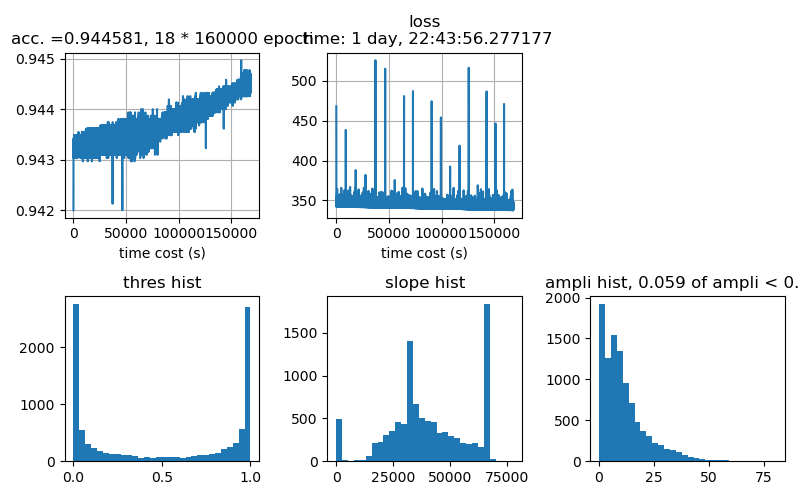 acc. =0.944581, 18 * 160000 epoch
loss
time: 1 day, 22:43:56.277177
0.945
0.944
0.943
0.942
0 50000 100000 150000
time cost (s)
500
450
400
350
0 50000 100000 150000
time cost (s)
thres hist
2000
1000
0
0.0 0.5 1.0
slope hist
1500
1000
500
0
0 25000 50000 75000
ampli hist, 0.059 of ampli < 0.
2000
1500
1000
500
0
0 25 50 75